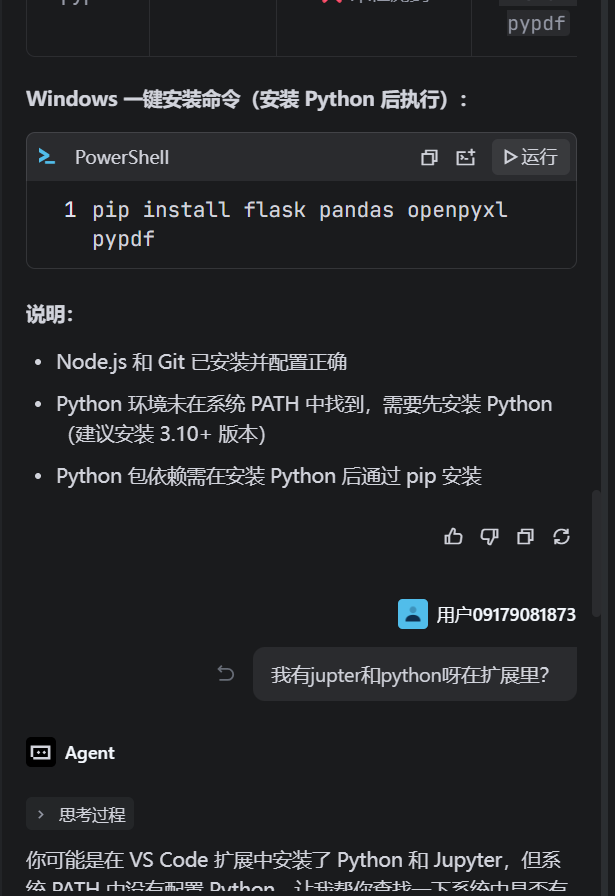 pypdf
Windows 一键安装命令（安装 Python 后执行）:
PowerShell
运行
1 pip install flask pandas openpyxl
pypdf
说明:
• Node.js 和 Git 已安装并配置正确
• Python 环境未在系统 PATH 中找到，需要先安装 Python
（建议安装 3.10+ 版本）
• Python 包依赖需在安装 Python 后通过 pip 安装
用户09179081873
我有jupter和python呀在扩展里?
Agent
思考过程
你可能是在 VS Code 扩展中安装了 Python 和 Jupyter，但系
统 PATH 中没有配置 Python。让我帮你查找一下系统中是否有